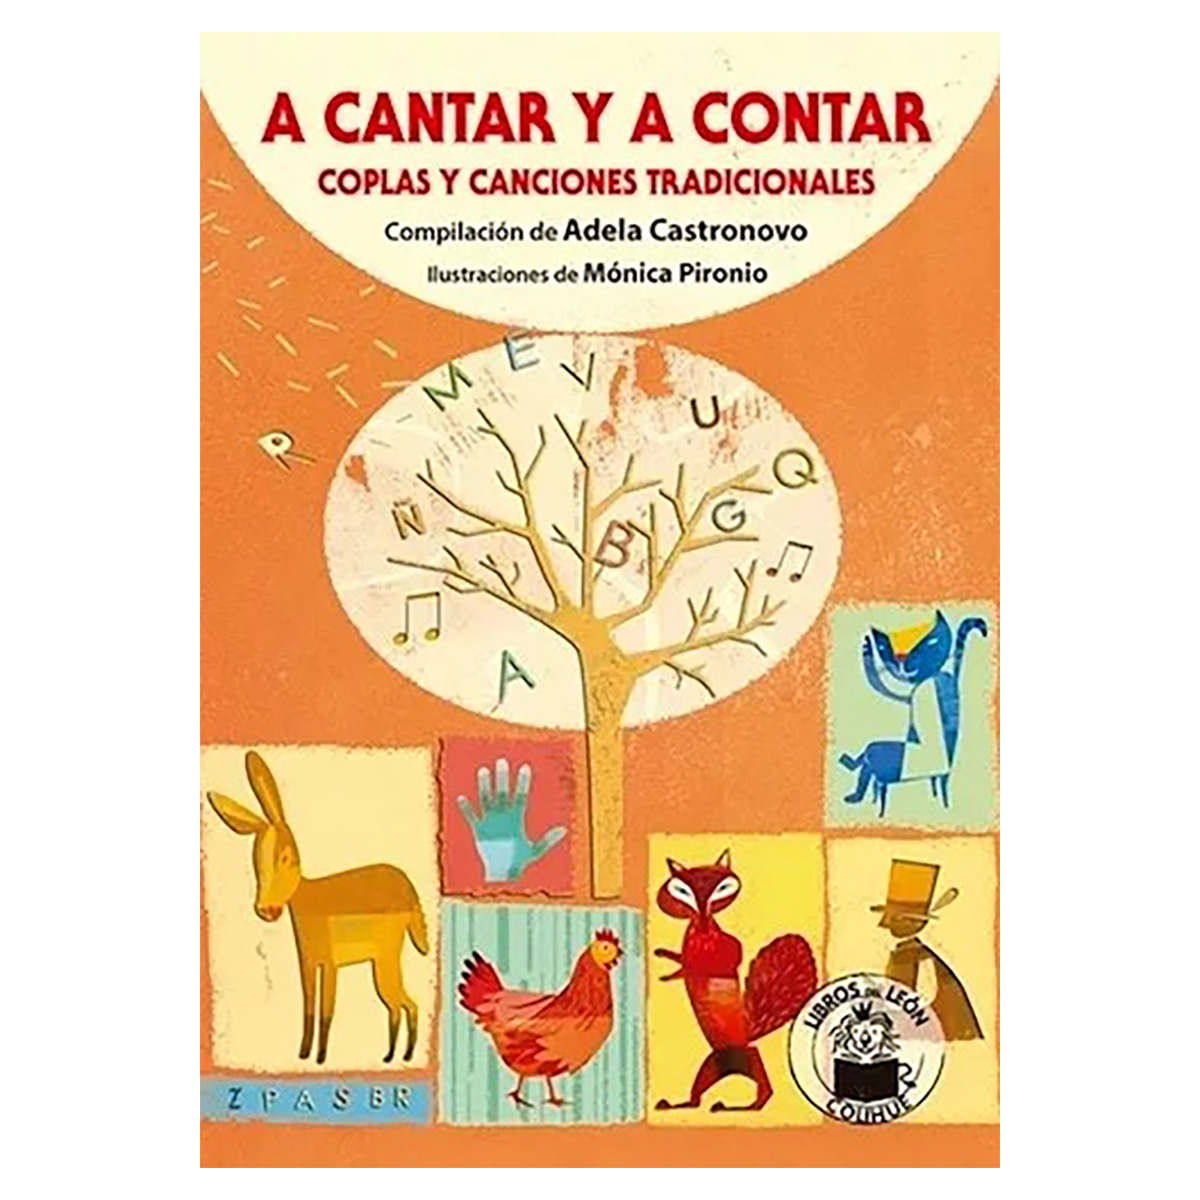 A CANTAR Y A CONTAR
COPLAS Y CANCIONES TRADICIONALES
Compilación de Adela Castronovo
Ilustraciones de Mónica Pironio
E
M V
U
R
Q
Ñ
G
B
A
LIBROS DEL LEÓN
COLIHUE
Z P A S B R